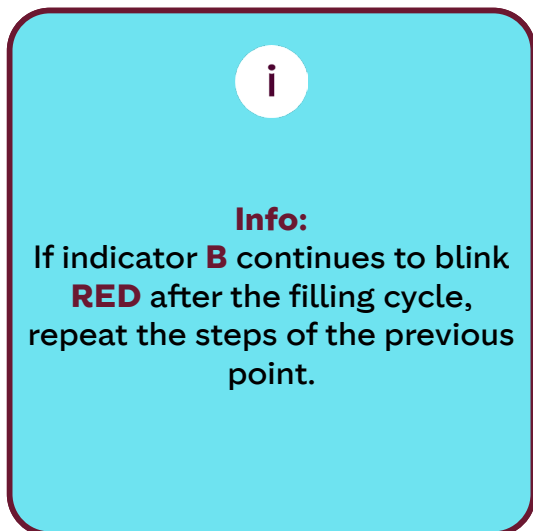 i
Info:
If indicator B continues to blink
RED after the filling cycle,
repeat the steps of the previous
point.